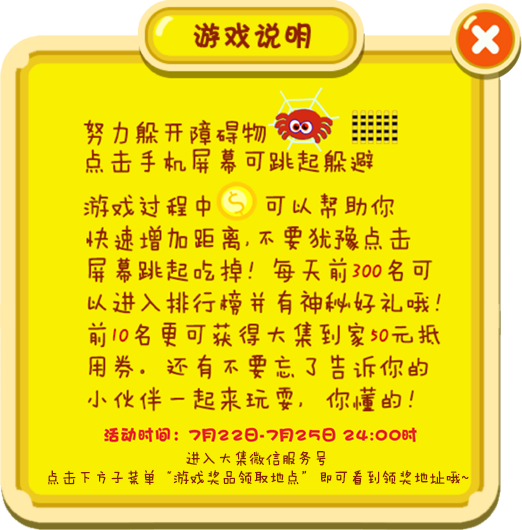 游戏说明
努力躲开障碍物
点击手机屏幕可跳起躲避
游戏过程中 可以帮助你
快速增加距离,不要犹豫点击
屏幕跳起吃掉！每天前300名可
以进入排行榜并有神秘好礼哦!
前10名更可获得大集到家50元抵
用券。还有不要忘了告诉你的
小伙伴一起来玩耍，你懂的!
活动时间：7月22日-7月25日 24:00时
进入大集微信服务号
点击下方子菜单“游戏奖品领取地点”即可看到领奖地址哦~